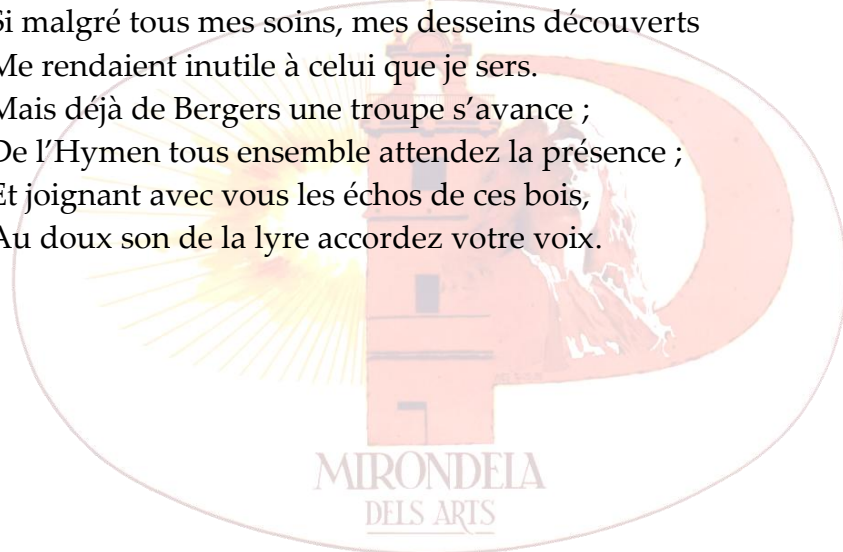 Si malgré tous mes soins, mes desseins découverts
Me rendaient inutile à celui que je sers.
Mais déjà de Bergers une troupe s’avance ;
De l’Hymen tous ensemble attendez la présence ;
Et joignant avec vous les échos de ces bois,
Au doux son de la lyre accordez votre voix.
MIRONDELA
DELS ARTS